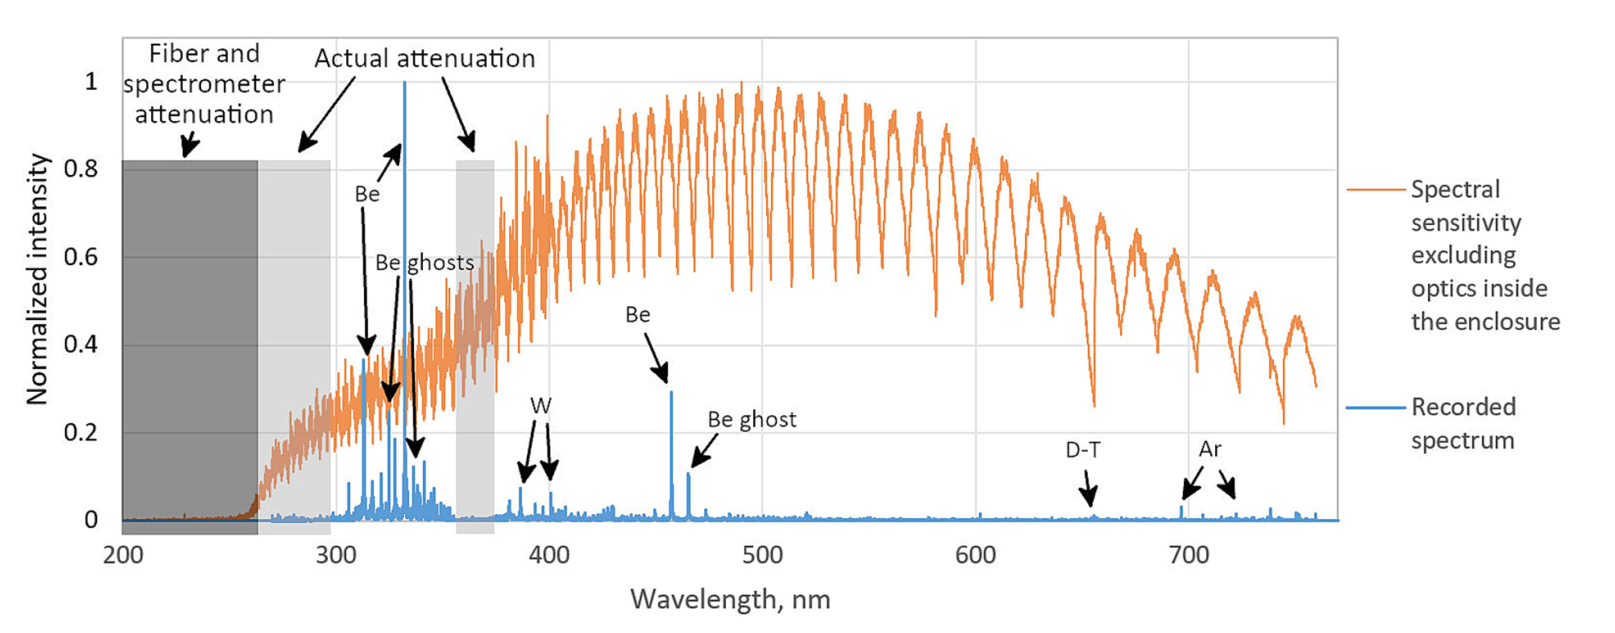 Fiber and
spectrometer
attenuation
Actual attenuation
Be
Be ghosts
W
Be
Be ghost
D-T
Ar
1
0.8
0.6
0.4
0.2
0
Normalized intensity
200
300
400
500
600
700
Wavelength, nm
Spectral
sensitivity
excluding
optics inside
the enclosure
Recorded
spectrum